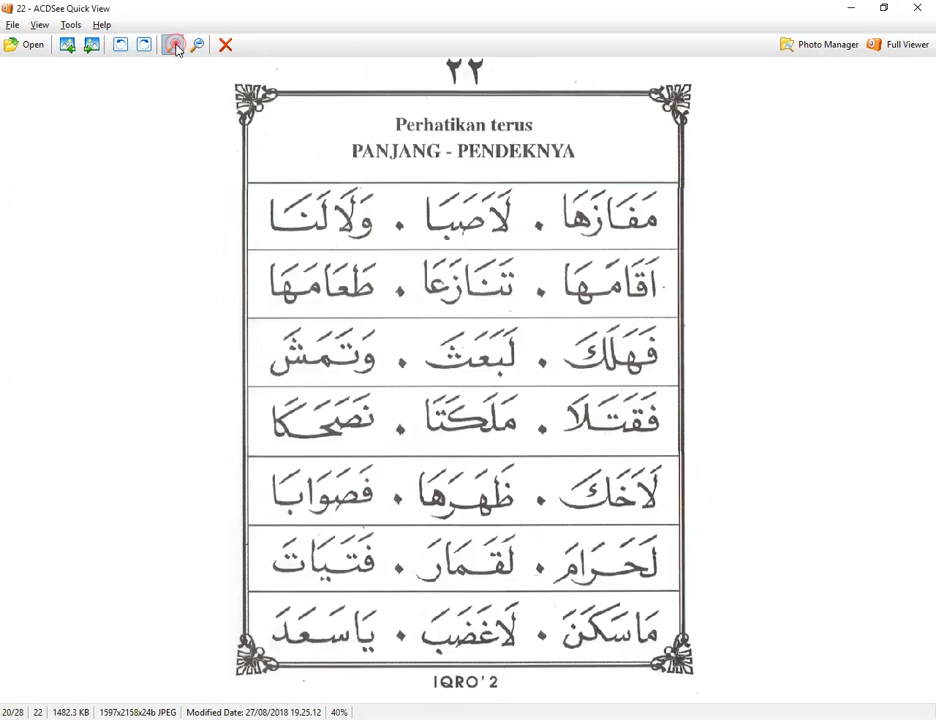 22 - ACDSee Quick View
File View Tools Help
Open Photo Manager Full Viewer
٢٢
Perhatikan terus
PANJANG - PENDEKNYA
مَفَازَهَا . لَاصَبَا . وَلَالَنَا
اَقَامَهَا . تَنَازَعَا . طَعَامَهَا
فَهَلَكَ . لَبَعَثَ . وَتَمَشَ
فَقَتَلَا . مَلَكَتَا . نَصَحَكَا
لَاَخَكَ . ظَهَرَهَا . فَصَوَابَا
لَحَرَامَ . لَقَمَارَ . فَتَيَاتَ
مَاسَكَنَ . لَاغَضَبَ . يَاسَعَدَ
IQRO' 2
20/28 22 1482.3 KB 1597x2158x24b JPEG Modified Date: 27/08/2018 19.25.12 40%